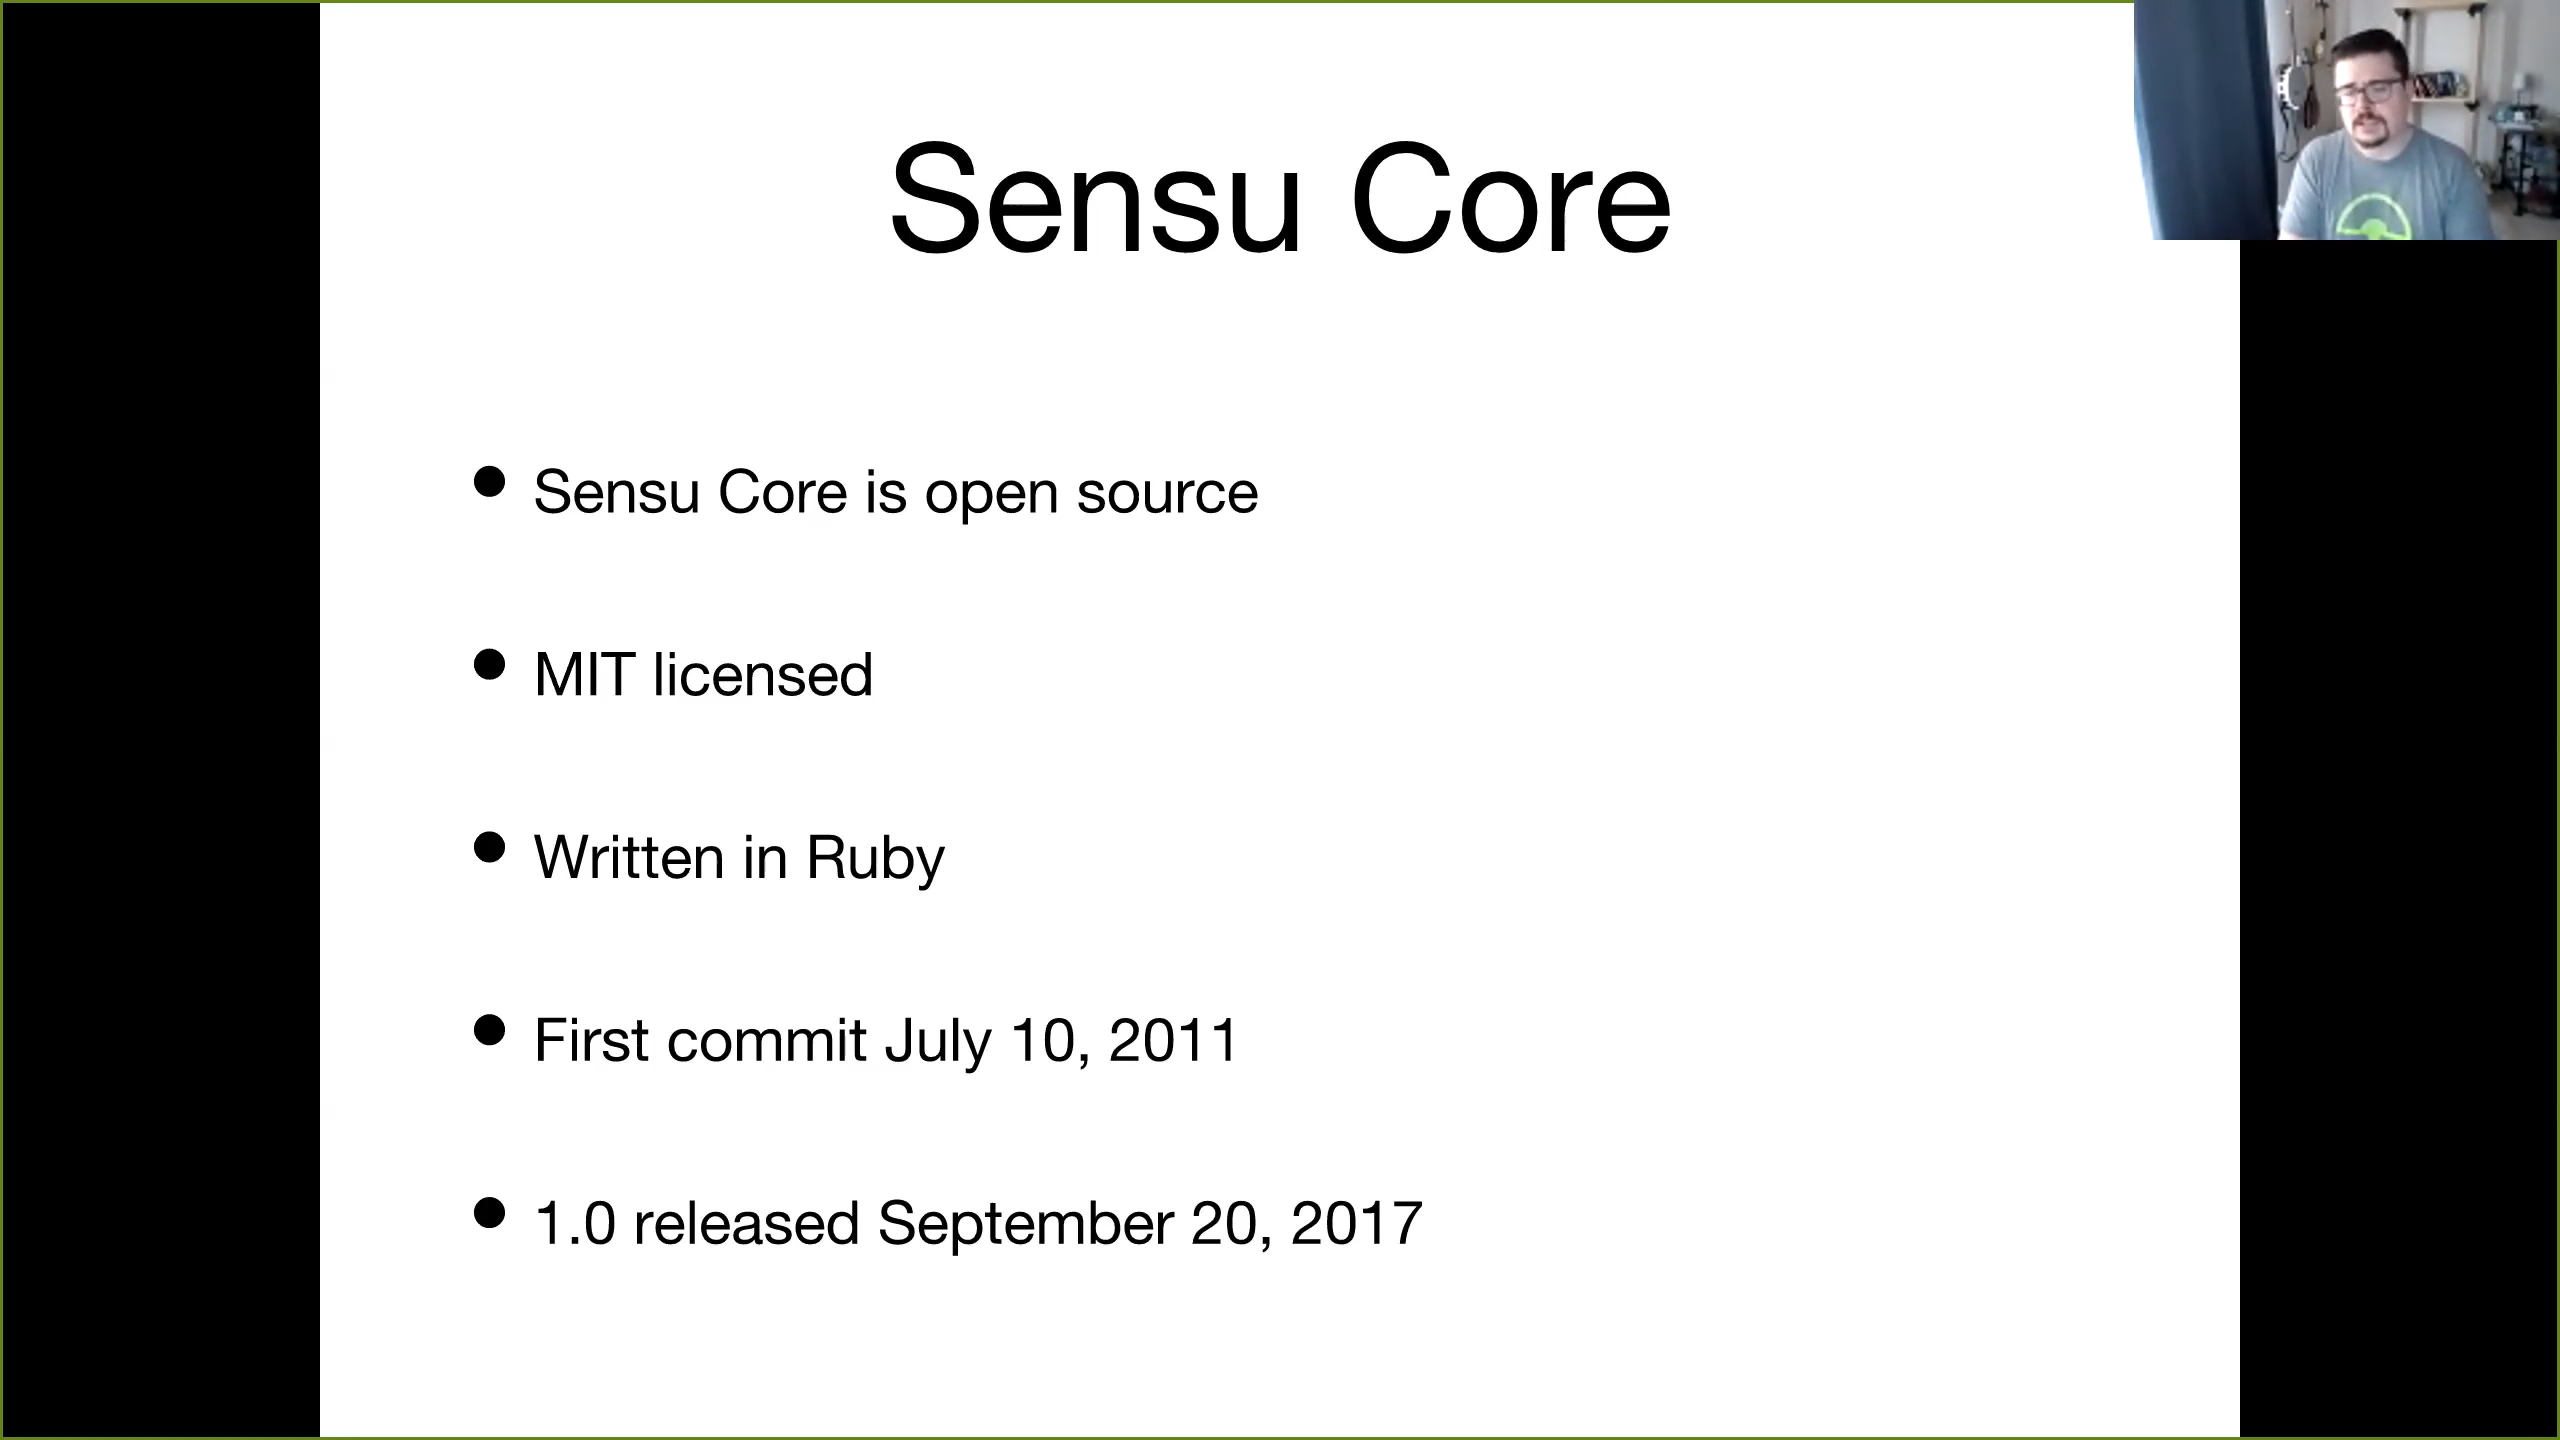 Sensu Core
• Sensu Core is open source
• MIT licensed
• Written in Ruby
• First commit July 10, 2011
• 1.0 released September 20, 2017